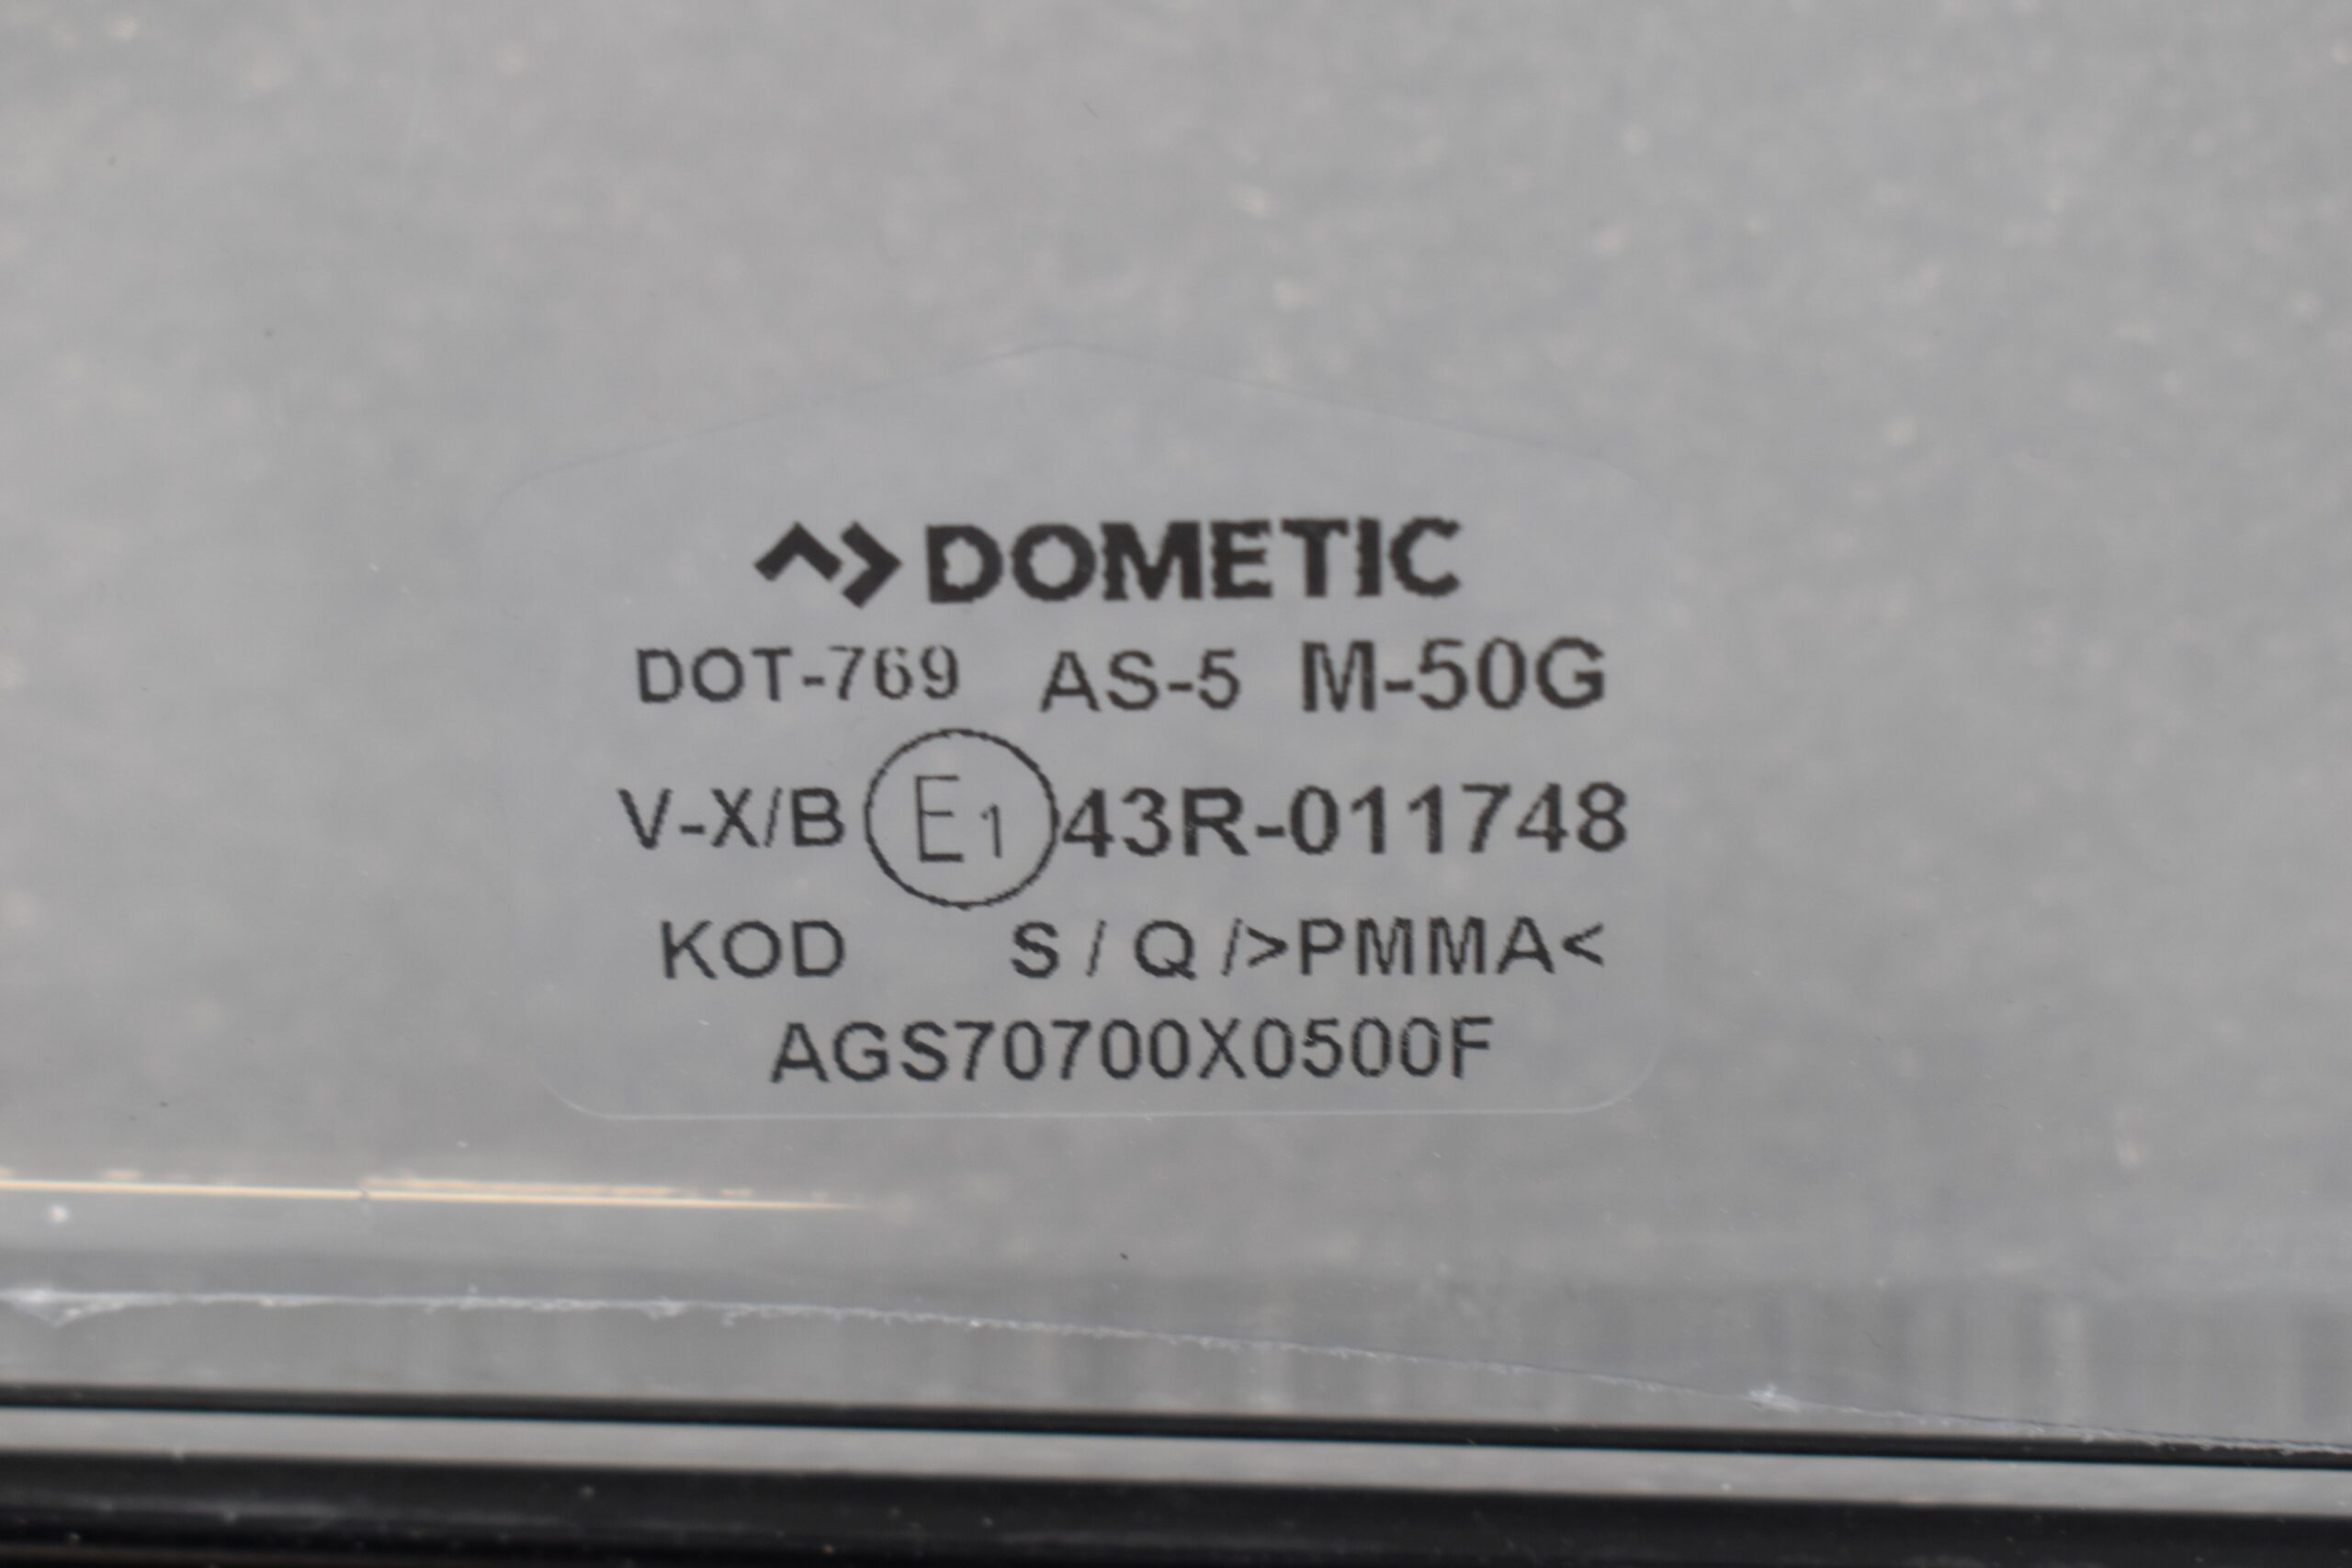 DOMETIC
DOT-769 AS-5 M-50G
V-X/B E1 43R-011748
KOD S / Q />PMMA<
AGS70700X0500F